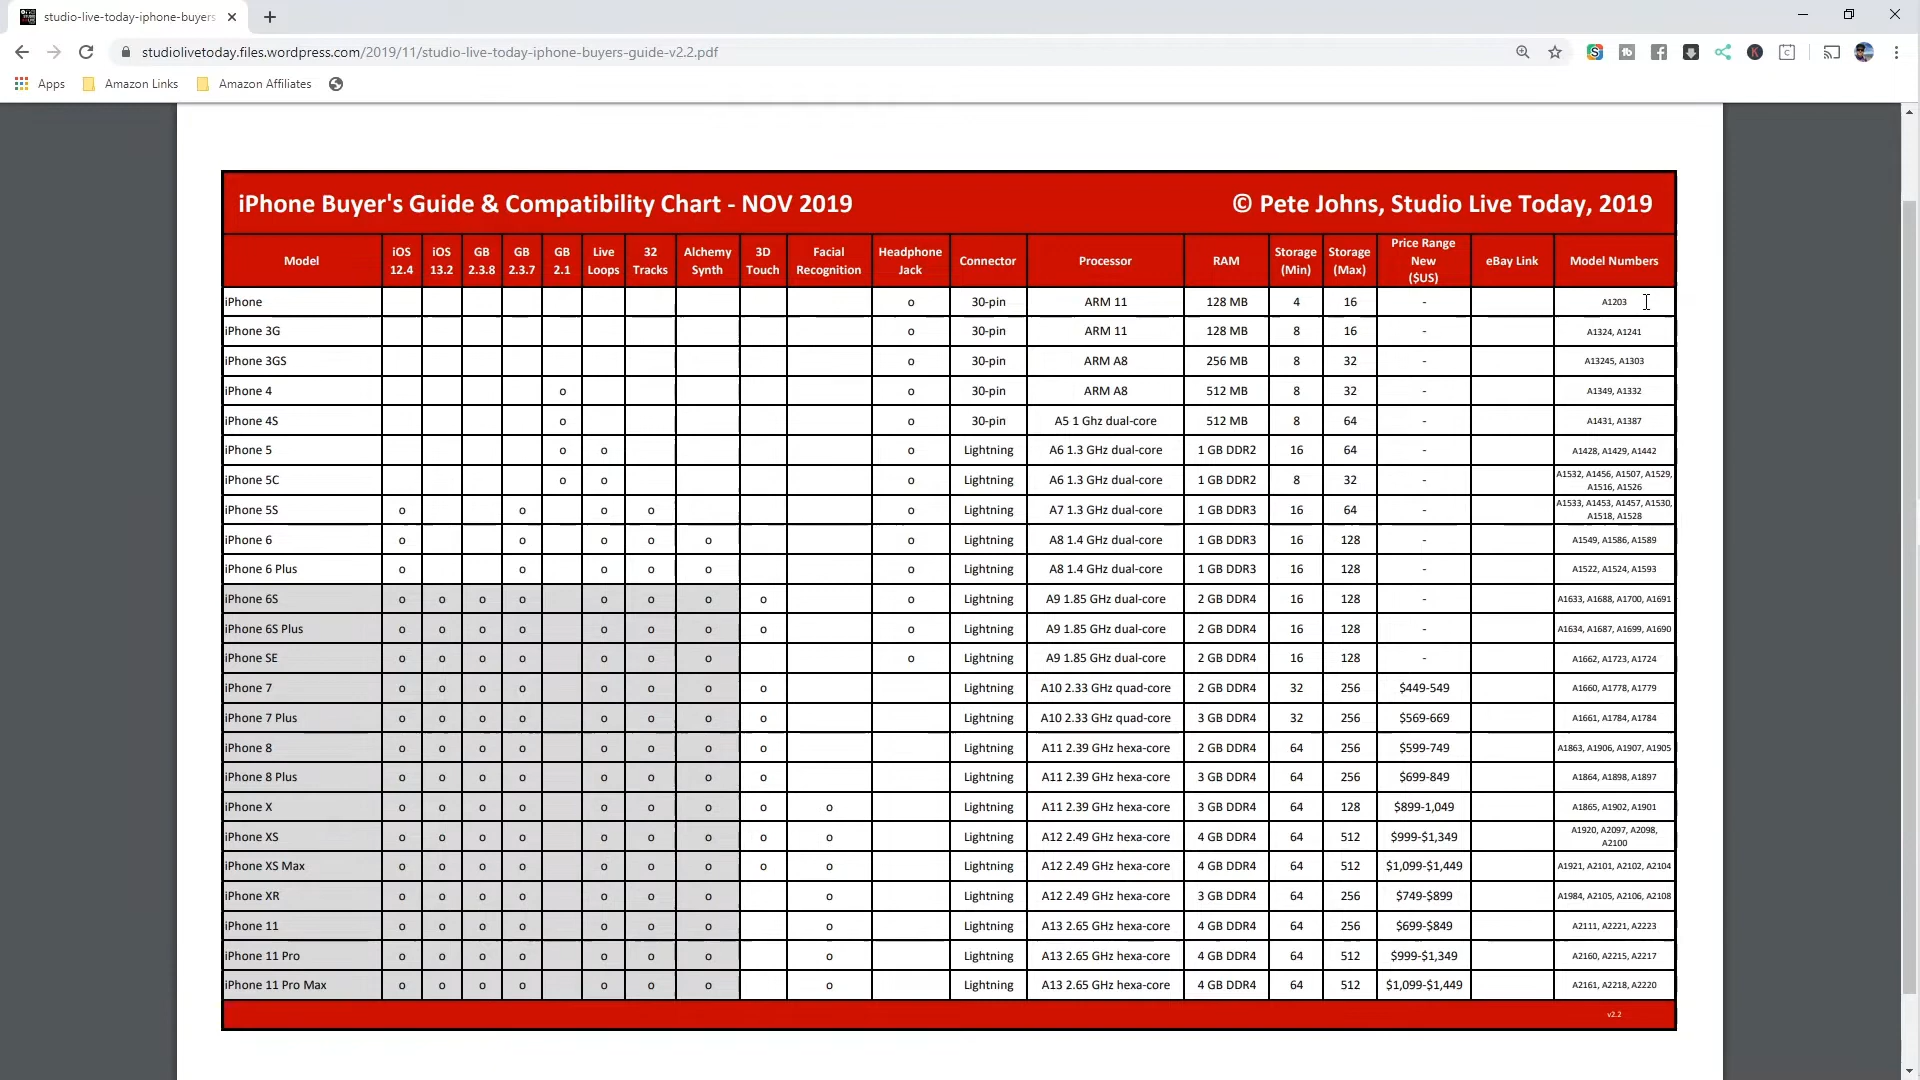 studio-live-today-iphone-buyers
studiolivetoday.files.wordpress.com/2019/11/studio-live-today-iphone-buyers-guide-v2.2.pdf
Apps Amazon Links Amazon Affiliates
iPhone Buyer's Guide & Compatibility Chart - NOV 2019 © Pete Johns, Studio Live Today, 2019
Model iOS 12.4 iOS 13.2 GB 2.3.8 GB 2.3.7 GB 2.1 Live Loops 32 Tracks Alchemy Synth 3D Touch Facial Recognition Headphone Jack Connector Processor RAM Storage (Min) Storage (Max) Price Range New ($US) eBay Link Model Numbers
iPhone o 30-pin ARM 11 128 MB 4 16 - A1203
iPhone 3G o 30-pin ARM 11 128 MB 8 16 - A1324, A1241
iPhone 3GS o 30-pin ARM A8 256 MB 8 32 - A13245, A1303
iPhone 4 o o 30-pin ARM A8 512 MB 8 32 - A1349, A1332
iPhone 4S o o 30-pin A5 1 Ghz dual-core 512 MB 8 64 - A1431, A1387
iPhone 5 o o o Lightning A6 1.3 GHz dual-core 1 GB DDR2 16 64 - A1428, A1429, A1442
iPhone 5C o o o Lightning A6 1.3 GHz dual-core 1 GB DDR2 8 32 - A1532, A1456, A1507, A1529, A1516, A1526
iPhone 5S o o o o o Lightning A7 1.3 GHz dual-core 1 GB DDR3 16 64 - A1533, A1453, A1457, A1530, A1518, A1528
iPhone 6 o o o o o o Lightning A8 1.4 GHz dual-core 1 GB DDR3 16 128 - A1549, A1586, A1589
iPhone 6 Plus o o o o o o Lightning A8 1.4 GHz dual-core 1 GB DDR3 16 128 - A1522, A1524, A1593
iPhone 6S o o o o o o o o o Lightning A9 1.85 GHz dual-core 2 GB DDR4 16 128 - A1633, A1688, A1700, A1691
iPhone 6S Plus o o o o o o o o o Lightning A9 1.85 GHz dual-core 2 GB DDR4 16 128 - A1634, A1687, A1699, A1690
iPhone SE o o o o o o o o Lightning A9 1.85 GHz dual-core 2 GB DDR4 16 128 - A1662, A1723, A1724
iPhone 7 o o o o o o o o Lightning A10 2.33 GHz quad-core 2 GB DDR4 32 256 $449-549 A1660, A1778, A1779
iPhone 7 Plus o o o o o o o o Lightning A10 2.33 GHz quad-core 3 GB DDR4 32 256 $569-669 A1661, A1784, A1784
iPhone 8 o o o o o o o o Lightning A11 2.39 GHz hexa-core 2 GB DDR4 64 256 $599-749 A1863, A1906, A1907, A1905
iPhone 8 Plus o o o o o o o o Lightning A11 2.39 GHz hexa-core 3 GB DDR4 64 256 $699-849 A1864, A1898, A1897
iPhone X o o o o o o o o o Lightning A11 2.39 GHz hexa-core 3 GB DDR4 64 128 $899-1,049 A1865, A1902, A1901
iPhone XS o o o o o o o o o Lightning A12 2.49 GHz hexa-core 4 GB DDR4 64 512 $999-$1,349 A1920, A2097, A2098, A2100
iPhone XS Max o o o o o o o o o Lightning A12 2.49 GHz hexa-core 4 GB DDR4 64 512 $1,099-$1,449 A1921, A2101, A2102, A2104
iPhone XR o o o o o o o o Lightning A12 2.49 GHz hexa-core 3 GB DDR4 64 256 $749-$899 A1984, A2105, A2106, A2108
iPhone 11 o o o o o o o o Lightning A13 2.65 GHz hexa-core 4 GB DDR4 64 256 $699-$849 A2111, A2221, A2223
iPhone 11 Pro o o o o o o o o Lightning A13 2.65 GHz hexa-core 4 GB DDR4 64 512 $999-$1,349 A2160, A2215, A2217
iPhone 11 Pro Max o o o o o o o o Lightning A13 2.65 GHz hexa-core 4 GB DDR4 64 512 $1,099-$1,449 A2161, A2218, A2220
v2.2